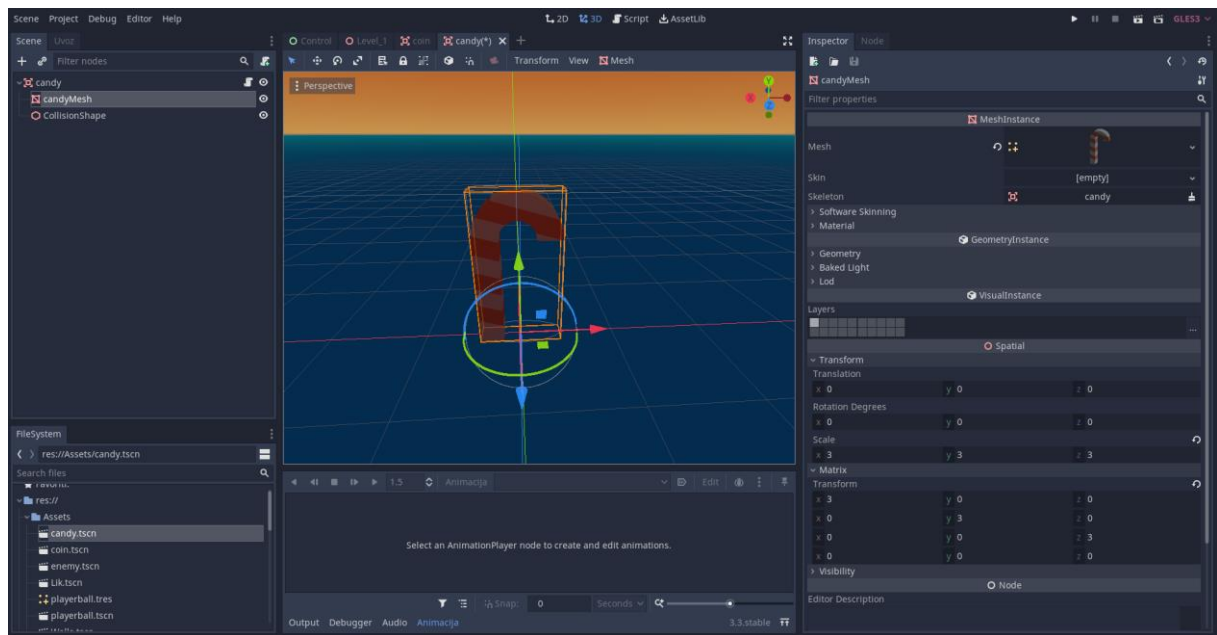 Scene Project Debug Editor Help
2D 3D Script AssetLib
GLES3
Scene Uvoz
Filter nodes
candy
candyMesh
CollisionShape
FileSystem
res://Assets/candy.tscn
Search files
Favoriti:
res://
Assets
candy.tscn
coin.tscn
enemy.tscn
Lik.tscn
playerball.tres
playerball.tscn
Control Level_1 coin candy(*)
Transform View Mesh
Perspective
Y
Z
1.5 Animacija Edit
Select an AnimationPlayer node to create and edit animations.
Snap: 0 Seconds
Output Debugger Audio Animacija 3.3.stable
Inspector Node
candyMesh
Filter properties
MeshInstance
Mesh
Skin [empty]
Skeleton candy
Software Skinning
Material
GeometryInstance
Geometry
Baked Light
Lod
VisualInstance
Layers
...
Spatial
Transform
Translation
x 0 y 0 z 0
Rotation Degrees
x 0 y 0 z 0
Scale
x 3 y 3 z 3
Matrix
Transform
x 3 y 0 z 0
x 0 y 3 z 0
x 0 y 0 z 3
x 0 y 0 z 0
Visibility
Node
Editor Description